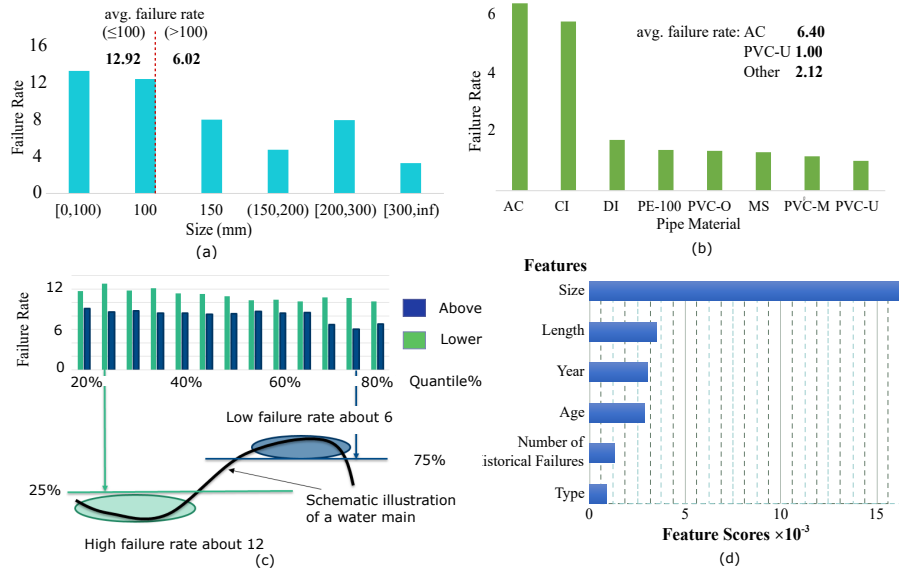 avg. failure rate
(≤100) (>100)
12.92 6.02
16
12
8
4
0
Failure Rate
[0,100) 100 150 (150,200) [200,300) [300,inf)
Size (mm)
(a)
6
4
2
Failure Rate
avg. failure rate: AC 6.40
PVC-U 1.00
Other 2.12
AC CI DI PE-100 PVC-O MS PVC-M PVC-U
Pipe Material
(b)
12
6
0
Failure Rate
Above
Lower
20% 40% 60% 80% Quantile%
Low failure rate about 6
75%
25%
Schematic illustration
of a water main
High failure rate about 12
(c)
Features
Size
Length
Year
Age
Number of
istorical Failures
Type
0 5 10 15
Feature Scores ×10⁻³
(d)